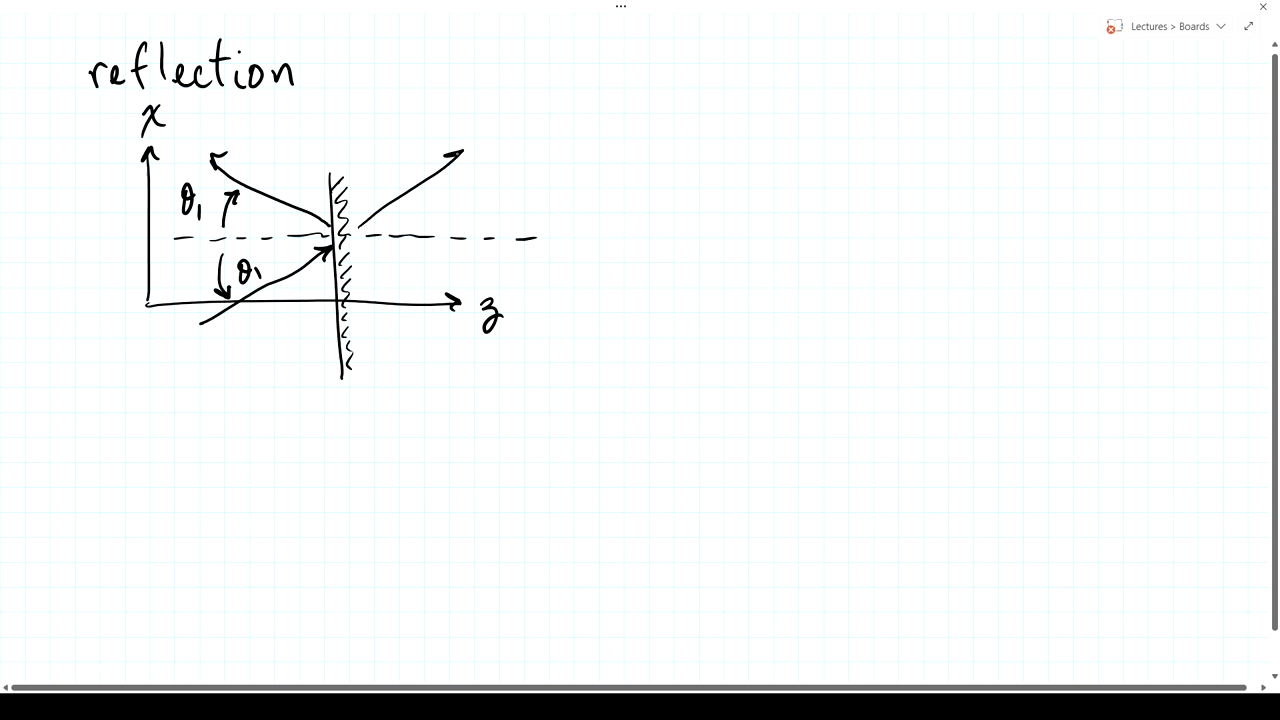 ...
Lectures > Boards
reflection
x
θ₁
θ₁
z